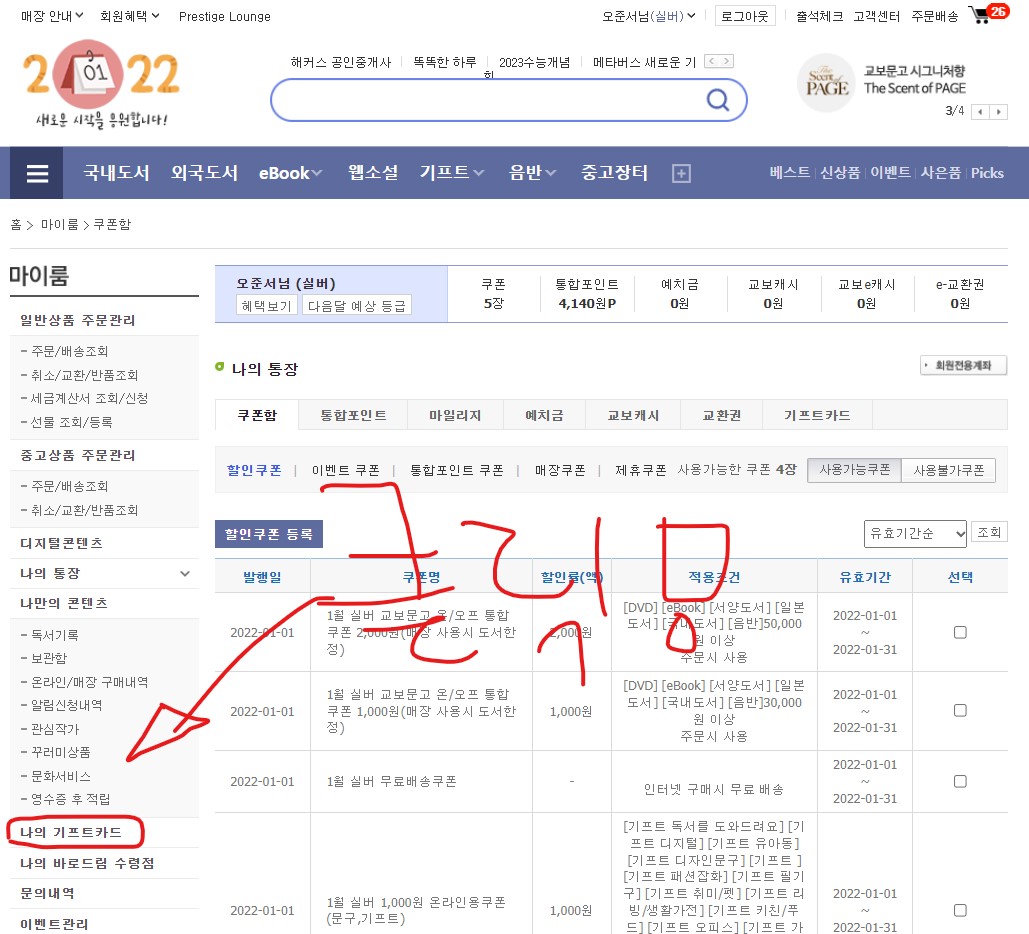 매장 안내 회원혜택 Prestige Lounge 오준서님(실버) 로그아웃 출석체크 고객센터 주문배송 26
2022
01
새로운 시작을 응원합니다!
해커스 공인중개사 똑똑한 하루 2023수능개념 메타버스 새로운 기
회
The Scent of PAGE
교보문고 시그니처향
The Scent of PAGE
3/4
국내도서 외국도서 eBook 웹소설 기프트 음반 중고장터 베스트 신상품 이벤트 사은품 Picks
홈 > 마이룸 > 쿠폰함
마이룸
일반상품 주문관리
- 주문/배송조회
- 취소/교환/반품조회
- 세금계산서 조회/신청
- 선물 조회/등록
중고상품 주문관리
- 주문/배송조회
- 취소/교환/반품조회
디지털콘텐츠
나의 통장
나만의 콘텐츠
- 독서기록
- 보관함
- 온라인/매장 구매내역
- 알림신청내역
- 관심작가
- 꾸러미상품
- 문화서비스
- 영수증 후 적립
나의 기프트카드
나의 바로드림 수령점
문의내역
이벤트관리
오준서님 (실버)
혜택보기 다음달 예상 등급
쿠폰 통합포인트 예치금 교보캐시 교보e캐시 e-교환권
5장 4,140원P 0원 0원 0원 0원
나의 통장
회원전용계좌
쿠폰함 통합포인트 마일리지 예치금 교보캐시 교환권 기프트카드
할인쿠폰 | 이벤트 쿠폰 | 통합포인트 쿠폰 | 매장쿠폰 | 제휴쿠폰 사용가능한 쿠폰 4장 사용가능쿠폰 사용불가쿠폰
할인쿠폰 등록 유효기간순 조회
발행일 쿠폰명 할인률(액) 적용조건 유효기간 선택
2022-01-01
1월 실버 교보문고 온/오프 통합
쿠폰 2,000원(매장 사용시 도서한
정)
2,000원
[DVD] [eBook] [서양도서] [일본
도서] [국내도서] [음반]50,000
원 이상
주문시 사용
2022-01-01
~
2022-01-31
2022-01-01
1월 실버 교보문고 온/오프 통합
쿠폰 1,000원(매장 사용시 도서한
정)
1,000원
[DVD] [eBook] [서양도서] [일본
도서] [국내도서] [음반]30,000
원 이상
주문시 사용
2022-01-01
~
2022-01-31
2022-01-01
1월 실버 무료배송쿠폰
-
인터넷 구매시 무료 배송
2022-01-01
~
2022-01-31
2022-01-01
1월 실버 1,000원 온라인용쿠폰
(문구,기프트)
1,000원
[기프트 독서를 도와드려요] [기
프트 디지털] [기프트 유아동]
[기프트 디자인문구] [기프트 ]
[기프트 패션잡화] [기프트 필기
구] [기프트 취미/펫] [기프트 리
빙/생활가전] [기프트 키친/푸
드] [기프트 오피스] [기프트 가
2022-01-01
~
2022-01-31